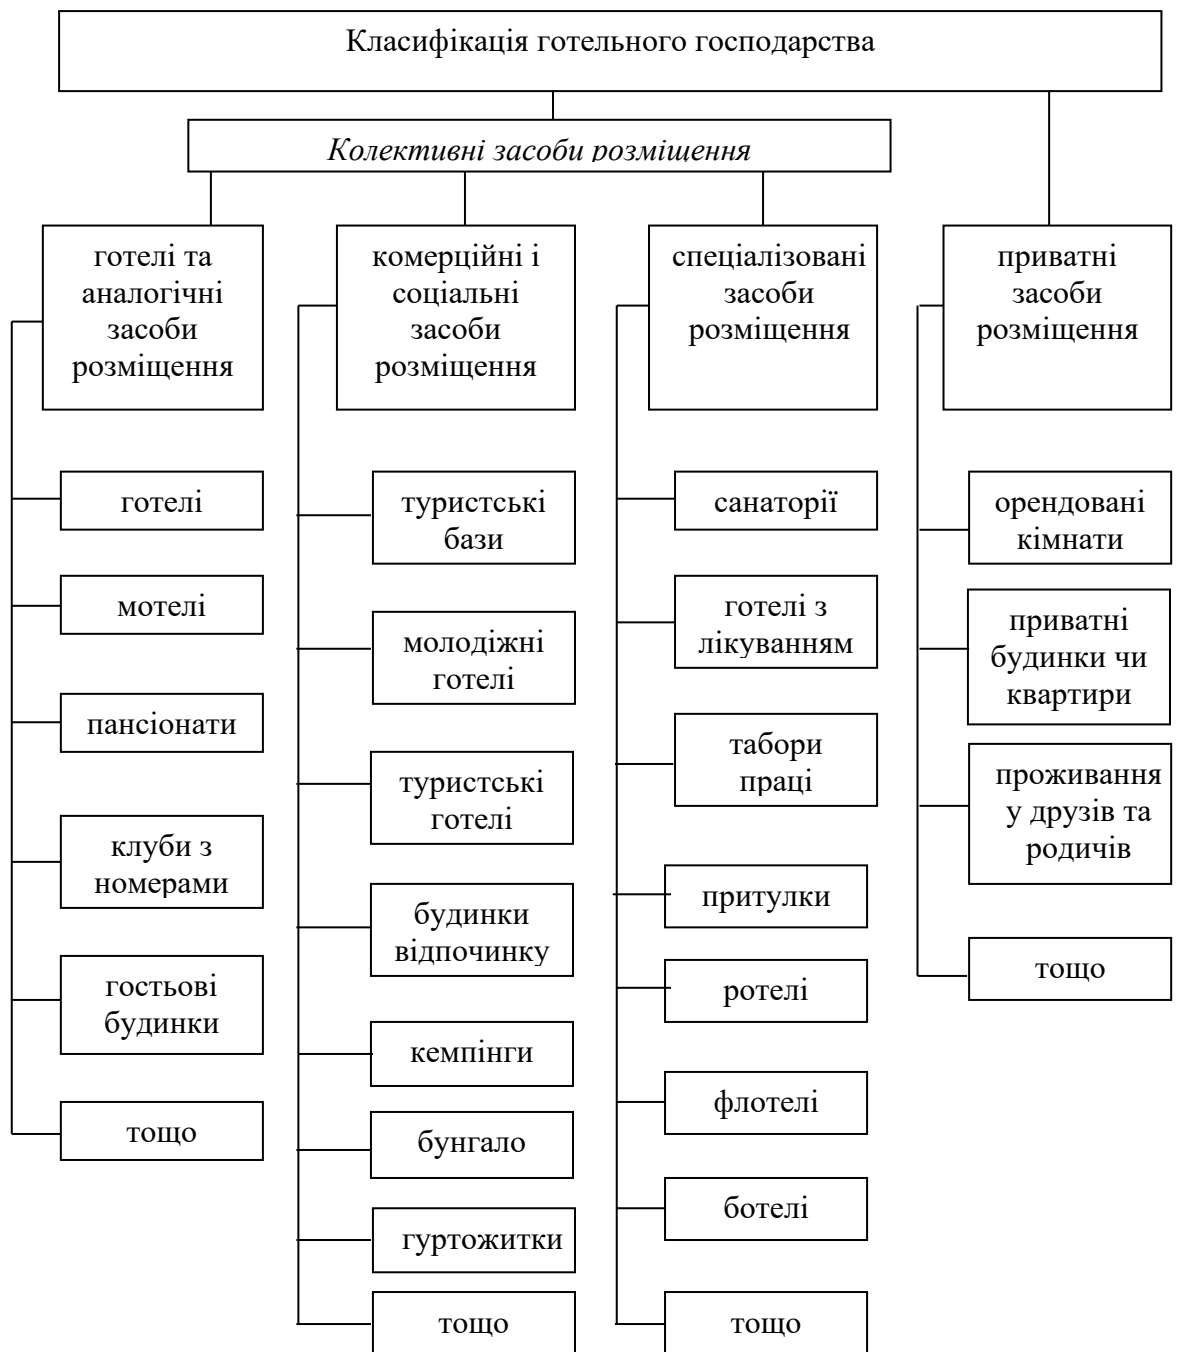 Класифікація готельного господарства
Колективні засоби розміщення
готелі та
аналогічні
засоби
розміщення
готелі
мотелі
пансіонати
клуби з
номерами
гостьові
будинки
тощо
комерційні і
соціальні
засоби
розміщення
туристські
бази
молодіжні
готелі
туристські
готелі
будинки
відпочинку
кемпінги
бунгало
гуртожитки
тощо
спеціалізовані
засоби
розміщення
санаторії
готелі з
лікуванням
табори
праці
притулки
ротелі
флотелі
ботелі
тощо
приватні
засоби
розміщення
орендовані
кімнати
приватні
будинки чи
квартири
проживання
у друзів та
родичів
тощо